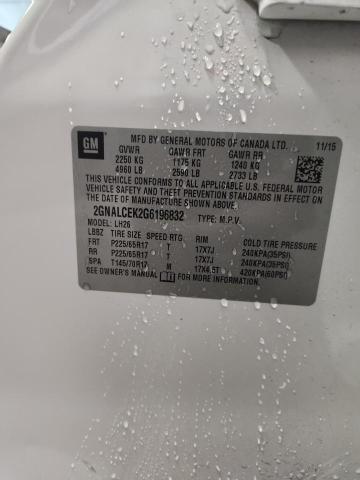 GM MFD BY GENERAL MOTORS OF CANADA LTD. 11/15
GVWR GAWR FRT GAWR RR
2250 KG 1175 KG 1240 KG
4960 LB 2590 LB 2733 LB
THIS VEHICLE CONFORMS TO ALL APPLICABLE U.S. FEDERAL MOTOR
VEHICLE SAFETY AND THEFT PREVENTION STANDARDS IN EFFECT
ON THE DATE OF MANUFACTURE SHOWN ABOVE.
2GNALCEK2G6196832 TYPE: M.P.V.
MODEL: LH26
LBBZ TIRE SIZE SPEED RTG RIM COLD TIRE PRESSURE
FRT P225/65R17 T 17X7J 240KPA(35PSI)
RR P225/65R17 T 17X7J 240KPA(35PSI)
SPA T145/70R17 M 17X4.5T 420KPA(60PSI)
SEE OWNER'S MANUAL FOR MORE INFORMATION.